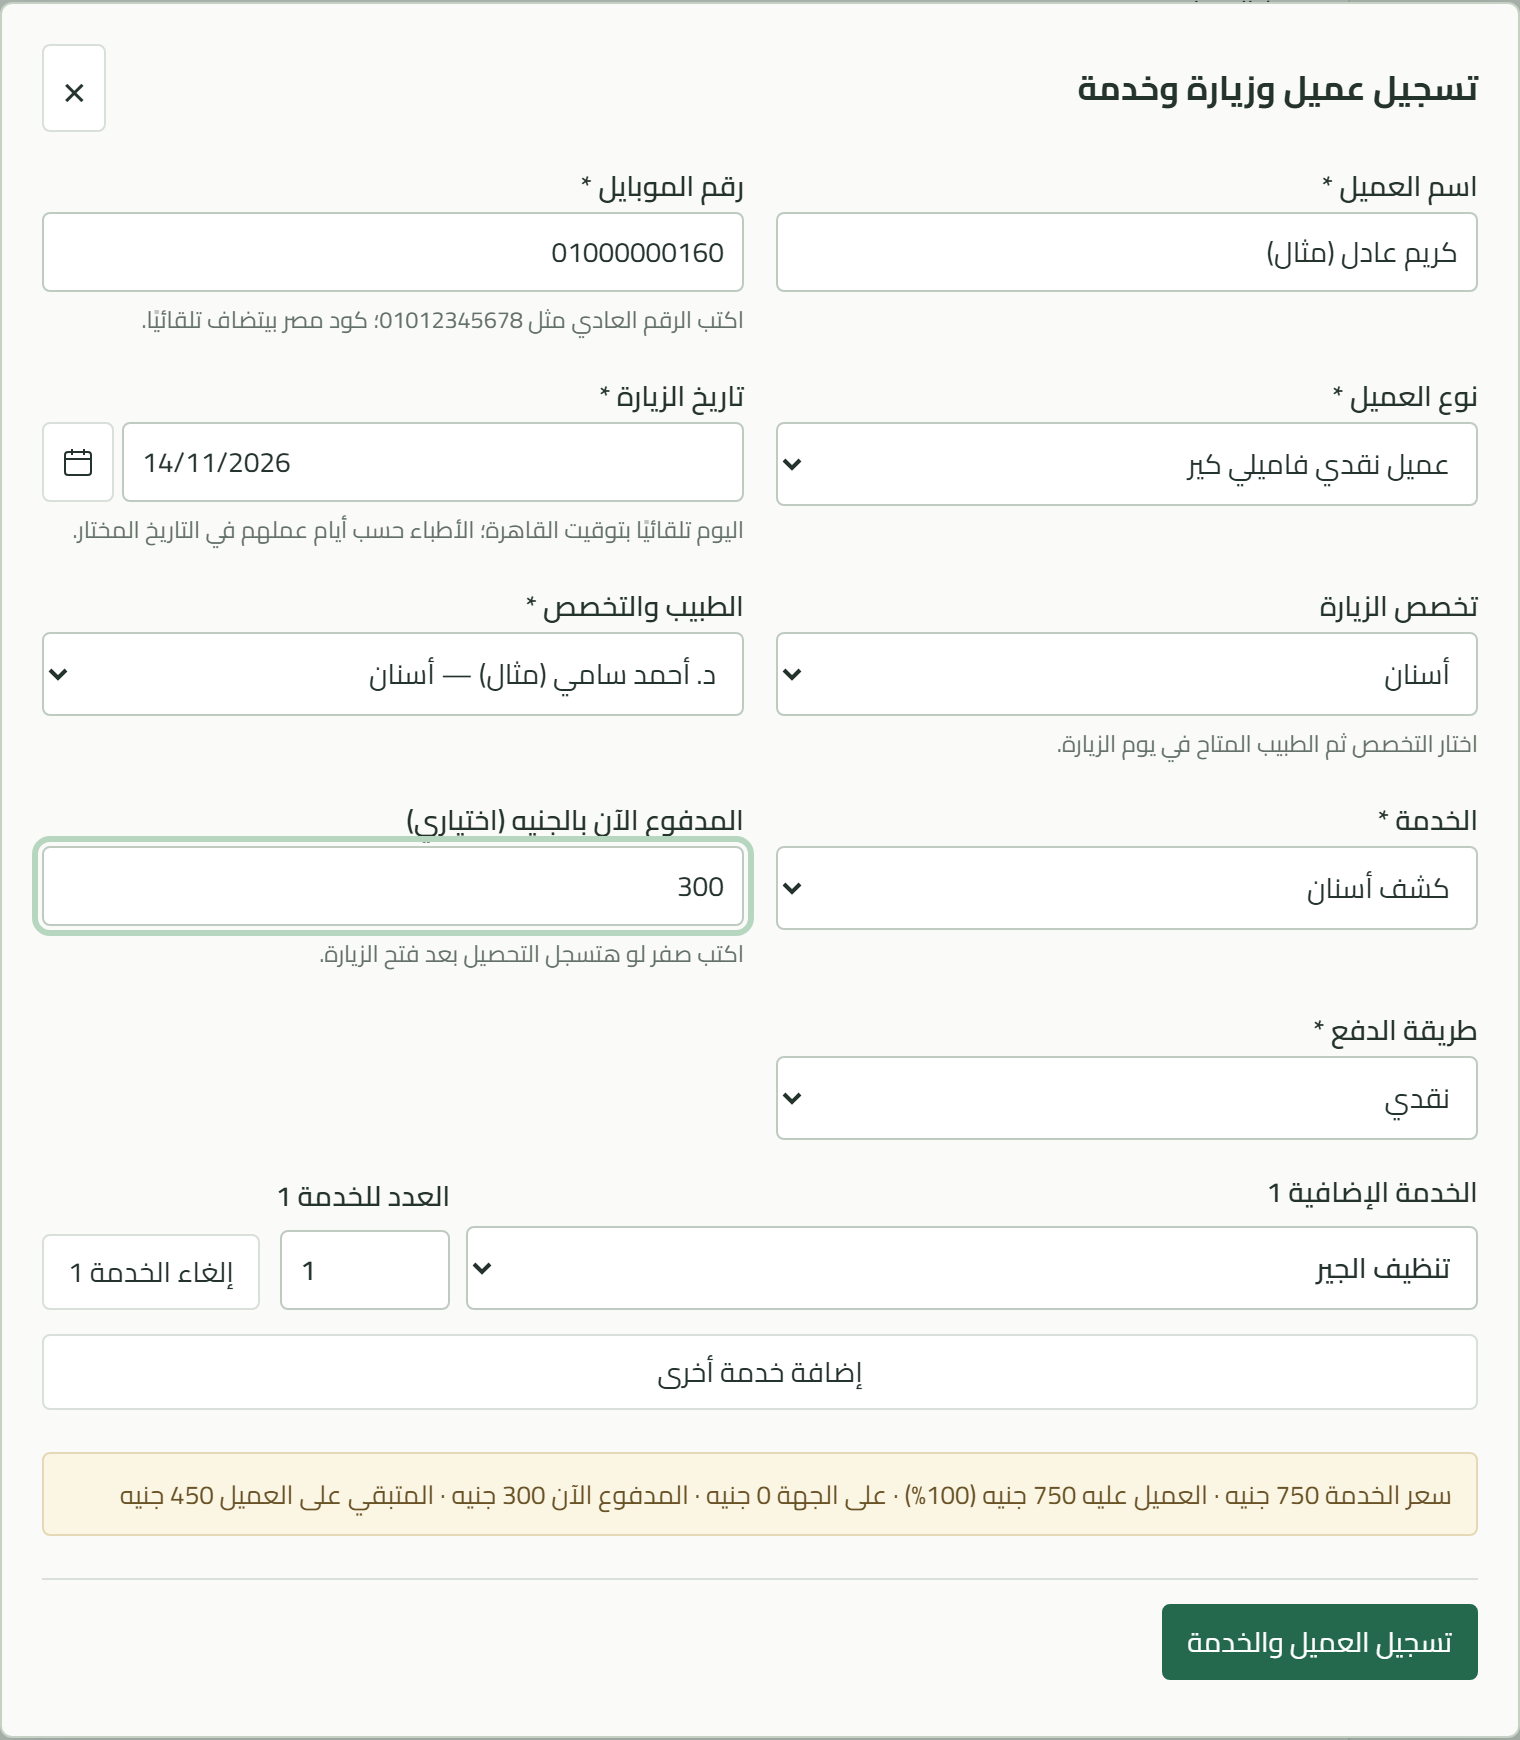 تسجيل عميل وزيارة وخدمة
×
اسم العميل *
كريم عادل (مثال)
رقم الموبايل *
01000000160
اكتب الرقم العادي مثل 01012345678؛ كود مصر بيتضاف تلقائيًا.
نوع العميل *
عميل نقدي فاميلي كير
تاريخ الزيارة *
14/11/2026
اليوم تلقائيًا بتوقيت القاهرة؛ الأطباء حسب أيام عملهم في التاريخ المختار.
تخصص الزيارة
أسنان
اختار التخصص ثم الطبيب المتاح في يوم الزيارة.
الطبيب والتخصص *
د. أحمد سامي (مثال) — أسنان
الخدمة *
كشف أسنان
المدفوع الآن بالجنيه (اختياري)
300
اكتب صفر لو هتسجل التحصيل بعد فتح الزيارة.
طريقة الدفع *
نقدي
الخدمة الإضافية 1
تنظيف الجير
العدد للخدمة 1
1
إلغاء الخدمة 1
إضافة خدمة أخرى
سعر الخدمة 750 جنيه · العميل عليه 750 جنيه (100%) · على الجهة 0 جنيه · المدفوع الآن 300 جنيه · المتبقي على العميل 450 جنيه
تسجيل العميل والخدمة